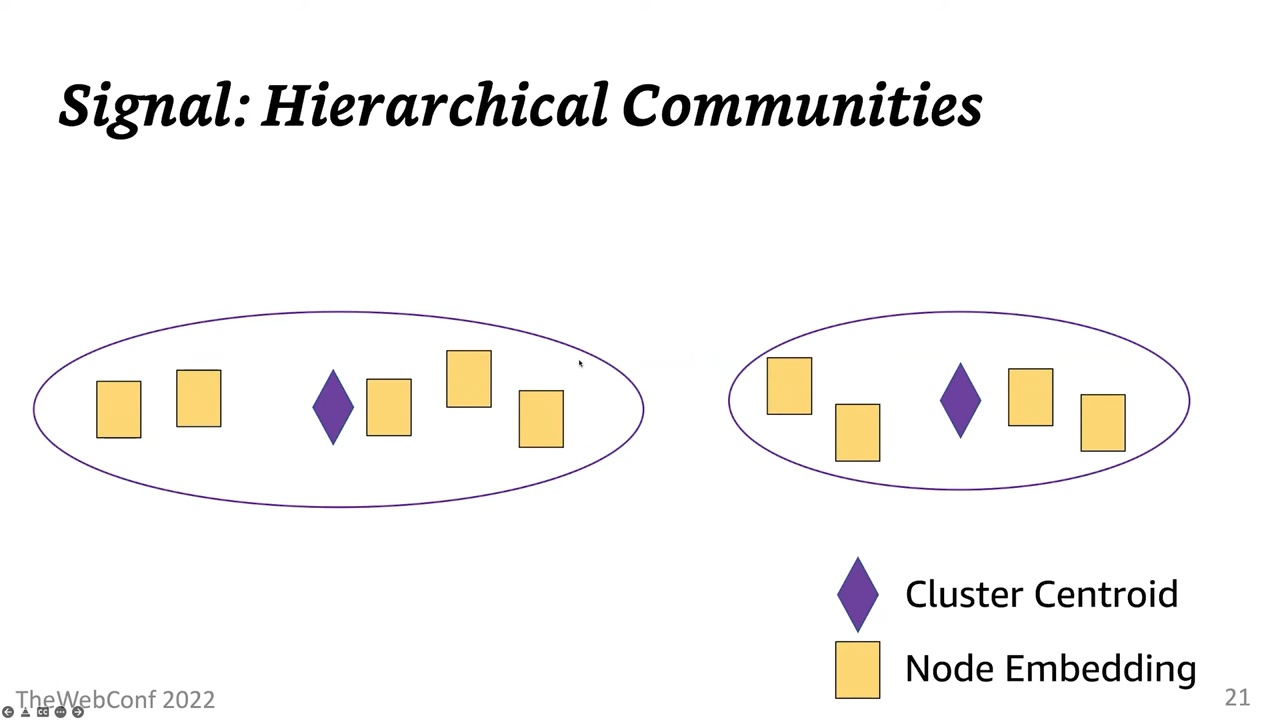 Signal: Hierarchical Communities
Cluster Centroid
Node Embedding
TheWebConf 2022
21